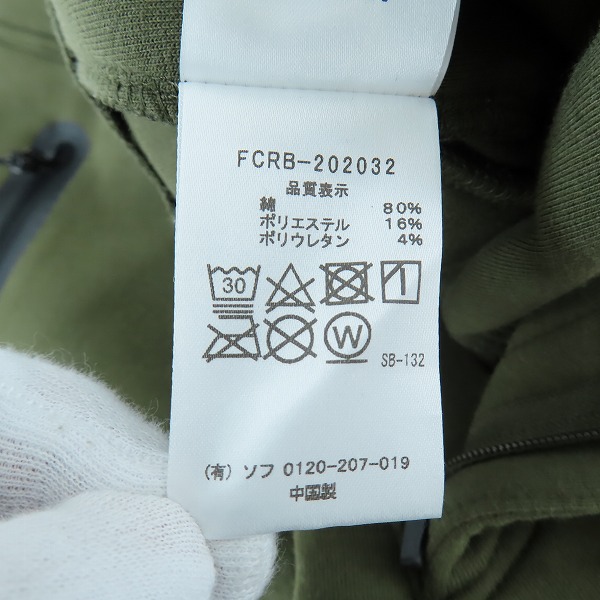 FCRB-202032
品質表示
綿 80%
ポリエステル 16%
ポリウレタン 4%
30
W
SB-132
(有) ソフ 0120-207-019
中国製